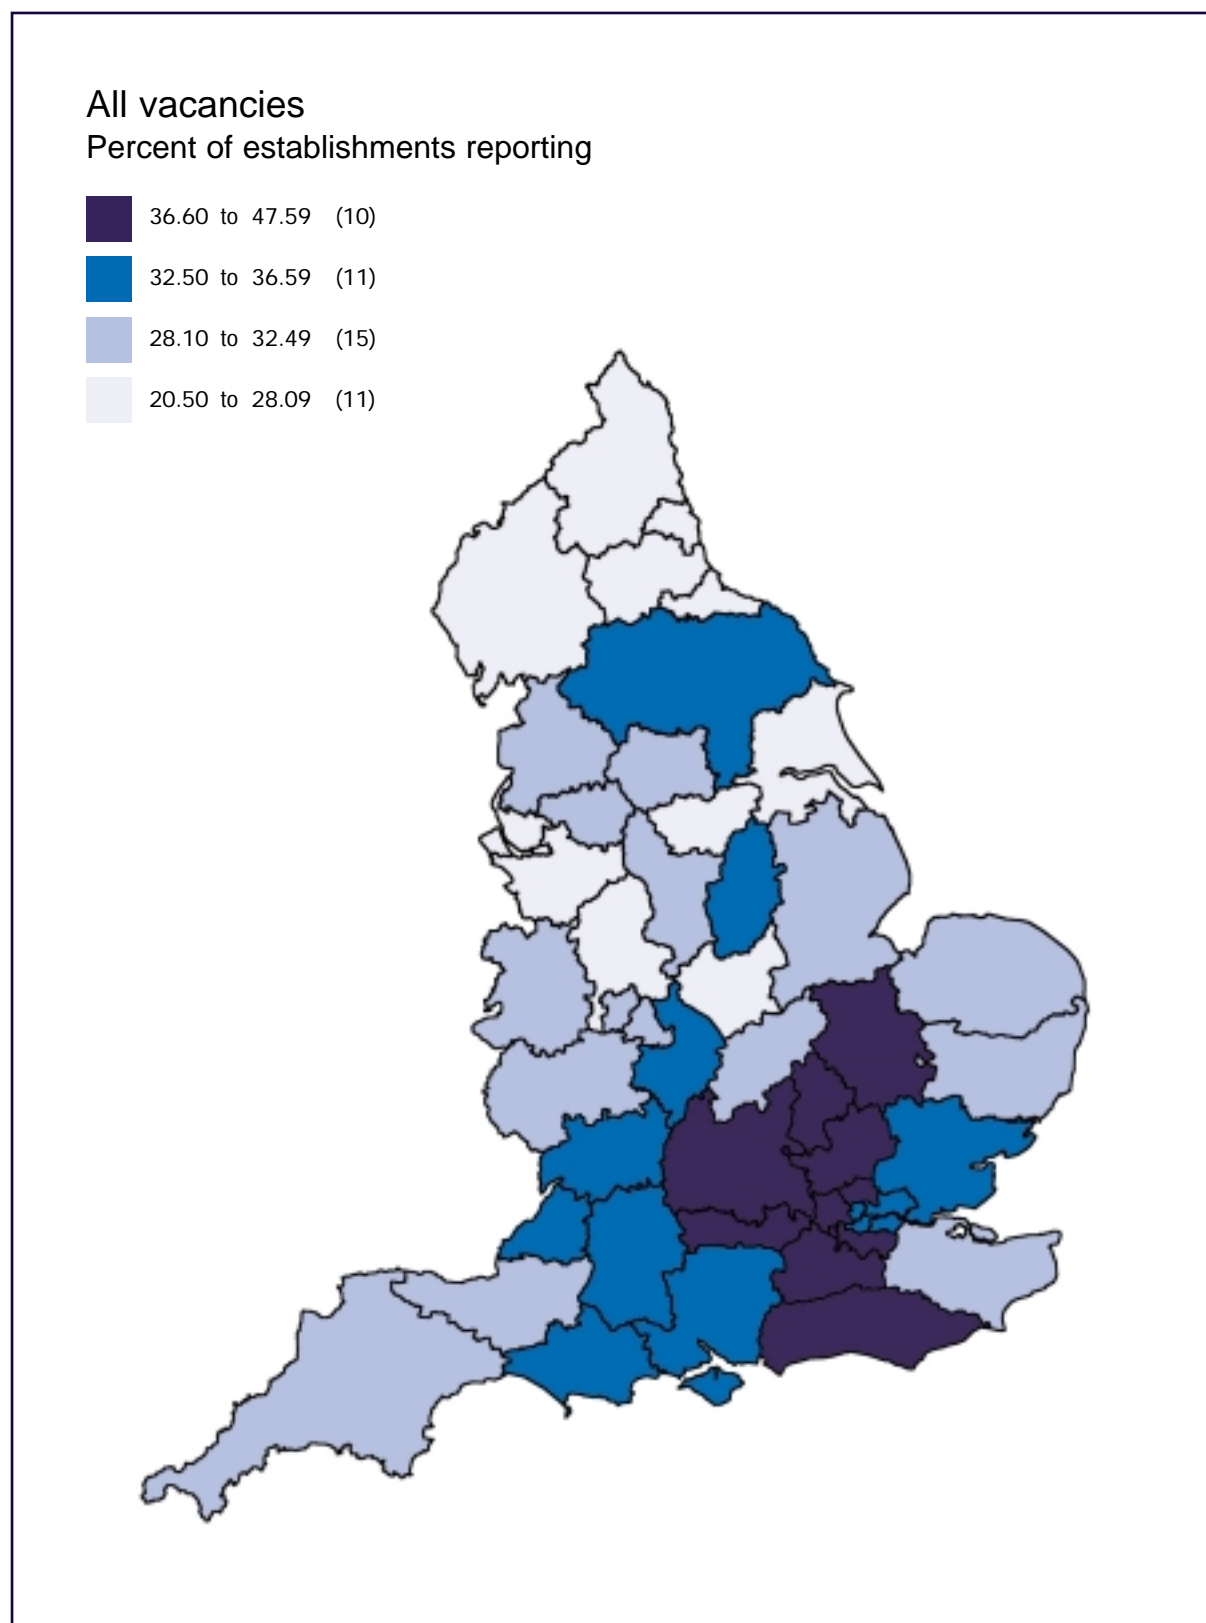 All vacancies
Percent of establishments reporting
36.60 to 47.59 (10)
32.50 to 36.59 (11)
28.10 to 32.49 (15)
20.50 to 28.09 (11)